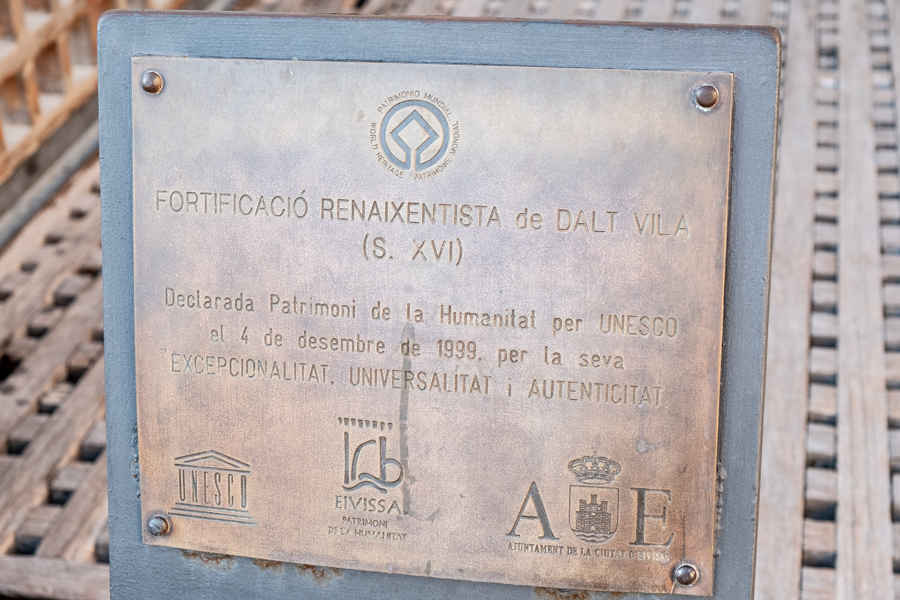 PATRIMONIO MUNDIAL
WORLD HERITAGE
PATRIMOINE MONDIAL
FORTIFICACIÓ RENAIXENTISTA de DALT VILA
(S. XVI)
Declarada Patrimoni de la Humanitat per UNESCO
el 4 de desembre de 1999, per la seva
EXCEPCIONALITAT, UNIVERSALITAT i AUTENTICITAT
UNESCO
EIVISSA
PATRIMONI
DE LA HUMANITAT
A E
AJUNTAMENT DE LA CIUTAT D'EIVISSA